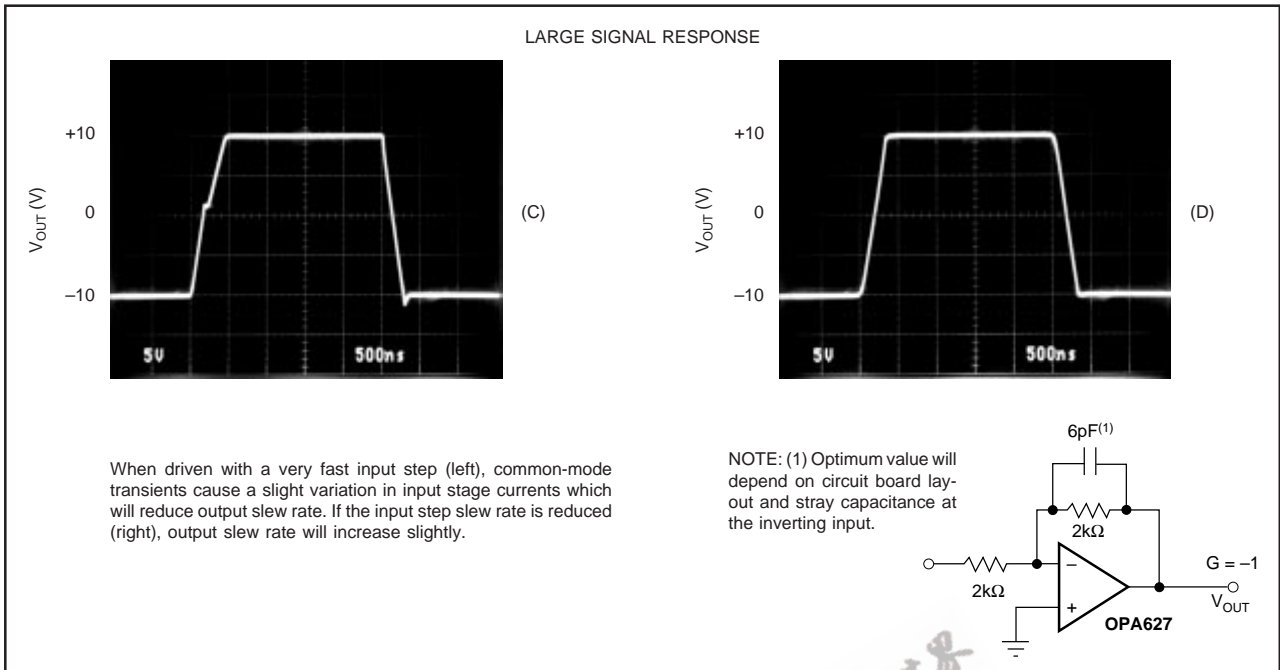 LARGE SIGNAL RESPONSE
+10
0
–10
VOUT (V)
5V
500ns
(C)
+10
0
–10
VOUT (V)
5V
500ns
(D)
When driven with a very fast input step (left), common-mode
transients cause a slight variation in input stage currents which
will reduce output slew rate. If the input step slew rate is reduced
(right), output slew rate will increase slightly.
NOTE: (1) Optimum value will
depend on circuit board lay-
out and stray capacitance at
the inverting input.
6pF(1)
2kΩ
2kΩ
–
+
G = –1
VOUT
OPA627